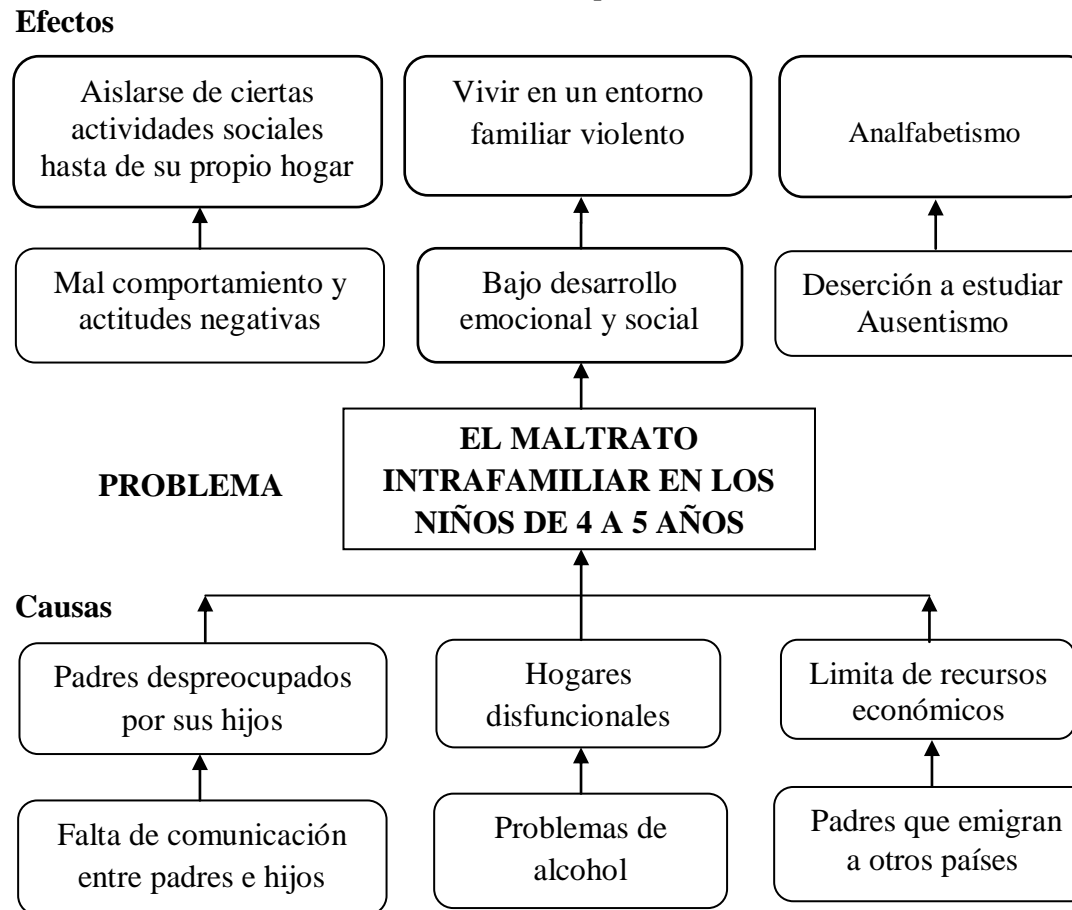 Efectos
Aislarse de ciertas
actividades sociales
hasta de su propio hogar
Vivir en un entorno
familiar violento
Analfabetismo
Mal comportamiento y
actitudes negativas
Bajo desarrollo
emocional y social
Deserción a estudiar
Ausentismo
PROBLEMA
EL MALTRATO
INTRAFAMILIAR EN LOS
NIÑOS DE 4 A 5 AÑOS
Causas
Padres despreocupados
por sus hijos
Hogares
disfuncionales
Limita de recursos
económicos
Falta de comunicación
entre padres e hijos
Problemas de
alcohol
Padres que emigran
a otros países